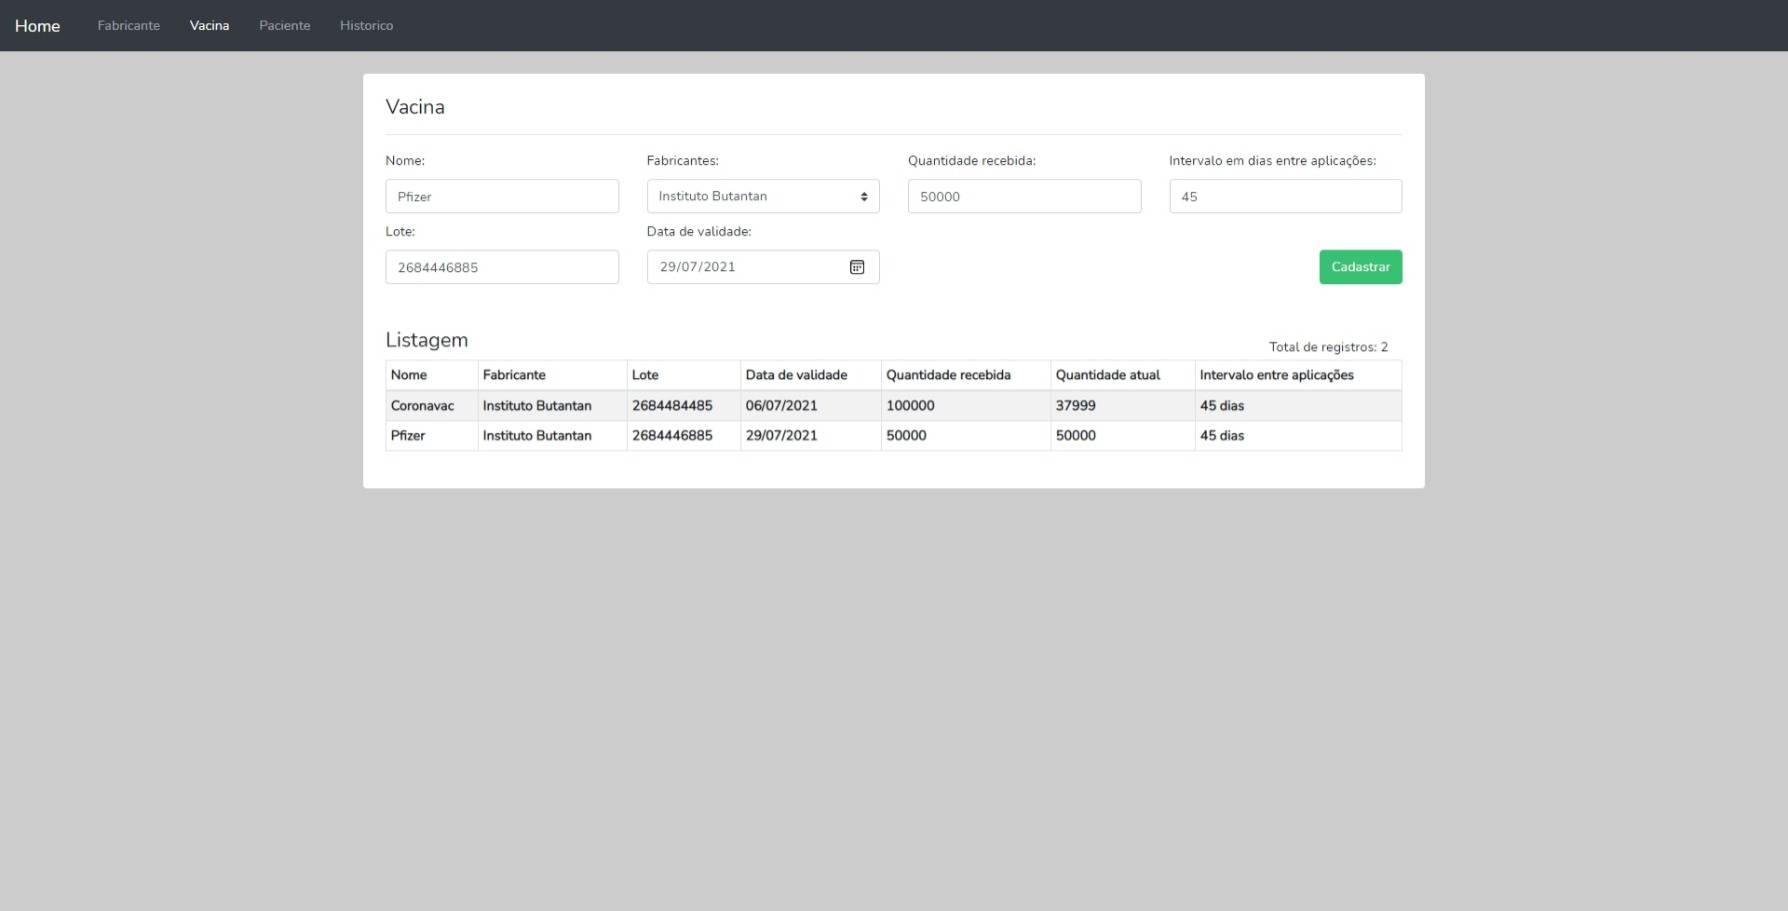 Home Fabricante Vacina Paciente Historico
Vacina
Nome: Fabricantes: Quantidade recebida: Intervalo em dias entre aplicações:
Pfizer Instituto Butantan 50000 45
Lote: Data de validade:
2684446885 29/07/2021 Cadastrar
Listagem Total de registros: 2
Nome Fabricante Lote Data de validade Quantidade recebida Quantidade atual Intervalo entre aplicações
Coronavac Instituto Butantan 2684484485 06/07/2021 100000 37999 45 dias
Pfizer Instituto Butantan 2684446885 29/07/2021 50000 50000 45 dias